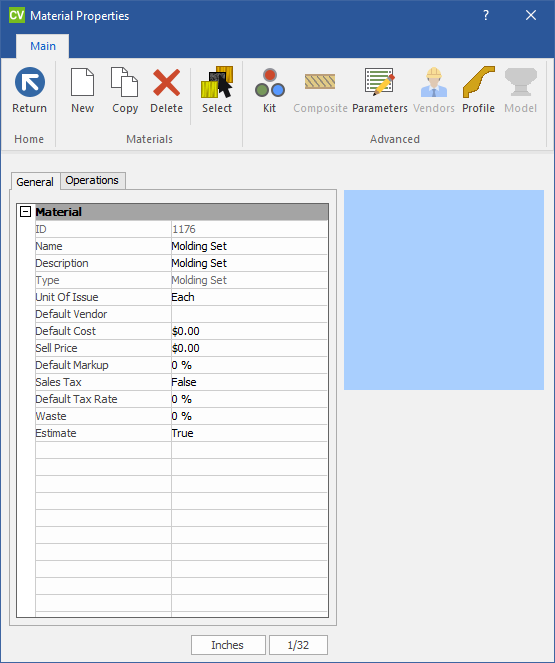 CV Material Properties ?
Main
Return New Copy Delete Select Kit Composite Parameters Vendors Profile Model
Home Materials Advanced
General Operations
Material
ID 1176
Name Molding Set
Description Molding Set
Type Molding Set
Unit Of Issue Each
Default Vendor
Default Cost $0.00
Sell Price $0.00
Default Markup 0 %
Sales Tax False
Default Tax Rate 0 %
Waste 0 %
Estimate True
Inches 1/32